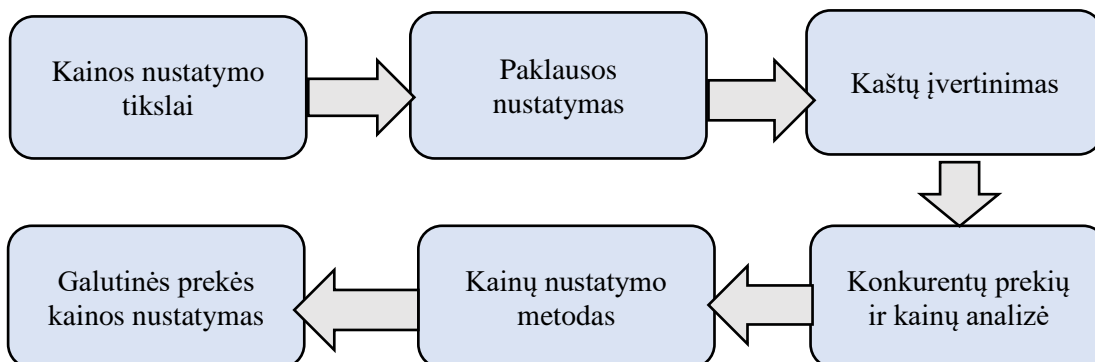 Kainos nustatymo
tikslai
Paklausos
nustatymas
Kaštų įvertinimas
Konkurentų prekių
ir kainų analizė
Kainų nustatymo
metodas
Galutinės prekės
kainos nustatymas